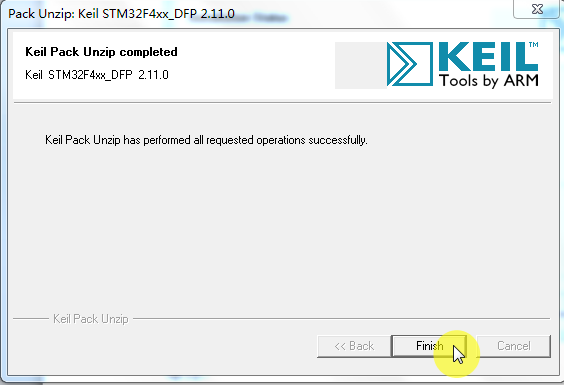 Pack Unzip: Keil STM32F4xx_DFP 2.11.0
Keil Pack Unzip completed
Keil STM32F4xx_DFP 2.11.0
KEIL™
Tools by ARM
Keil Pack Unzip has performed all requested operations successfully.
Keil Pack Unzip
<< Back
Finish
Cancel